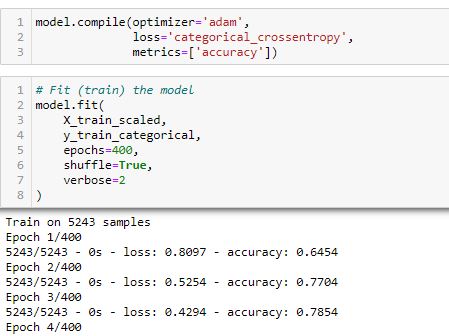 1 model.compile(optimizer='adam',
2               loss='categorical_crossentropy',
3               metrics=['accuracy'])
1 # Fit (train) the model
2 model.fit(
3     X_train_scaled,
4     y_train_categorical,
5     epochs=400,
6     shuffle=True,
7     verbose=2
8 )
Train on 5243 samples
Epoch 1/400
5243/5243 - 0s - loss: 0.8097 - accuracy: 0.6454
Epoch 2/400
5243/5243 - 0s - loss: 0.5254 - accuracy: 0.7704
Epoch 3/400
5243/5243 - 0s - loss: 0.4294 - accuracy: 0.7854
Epoch 4/400